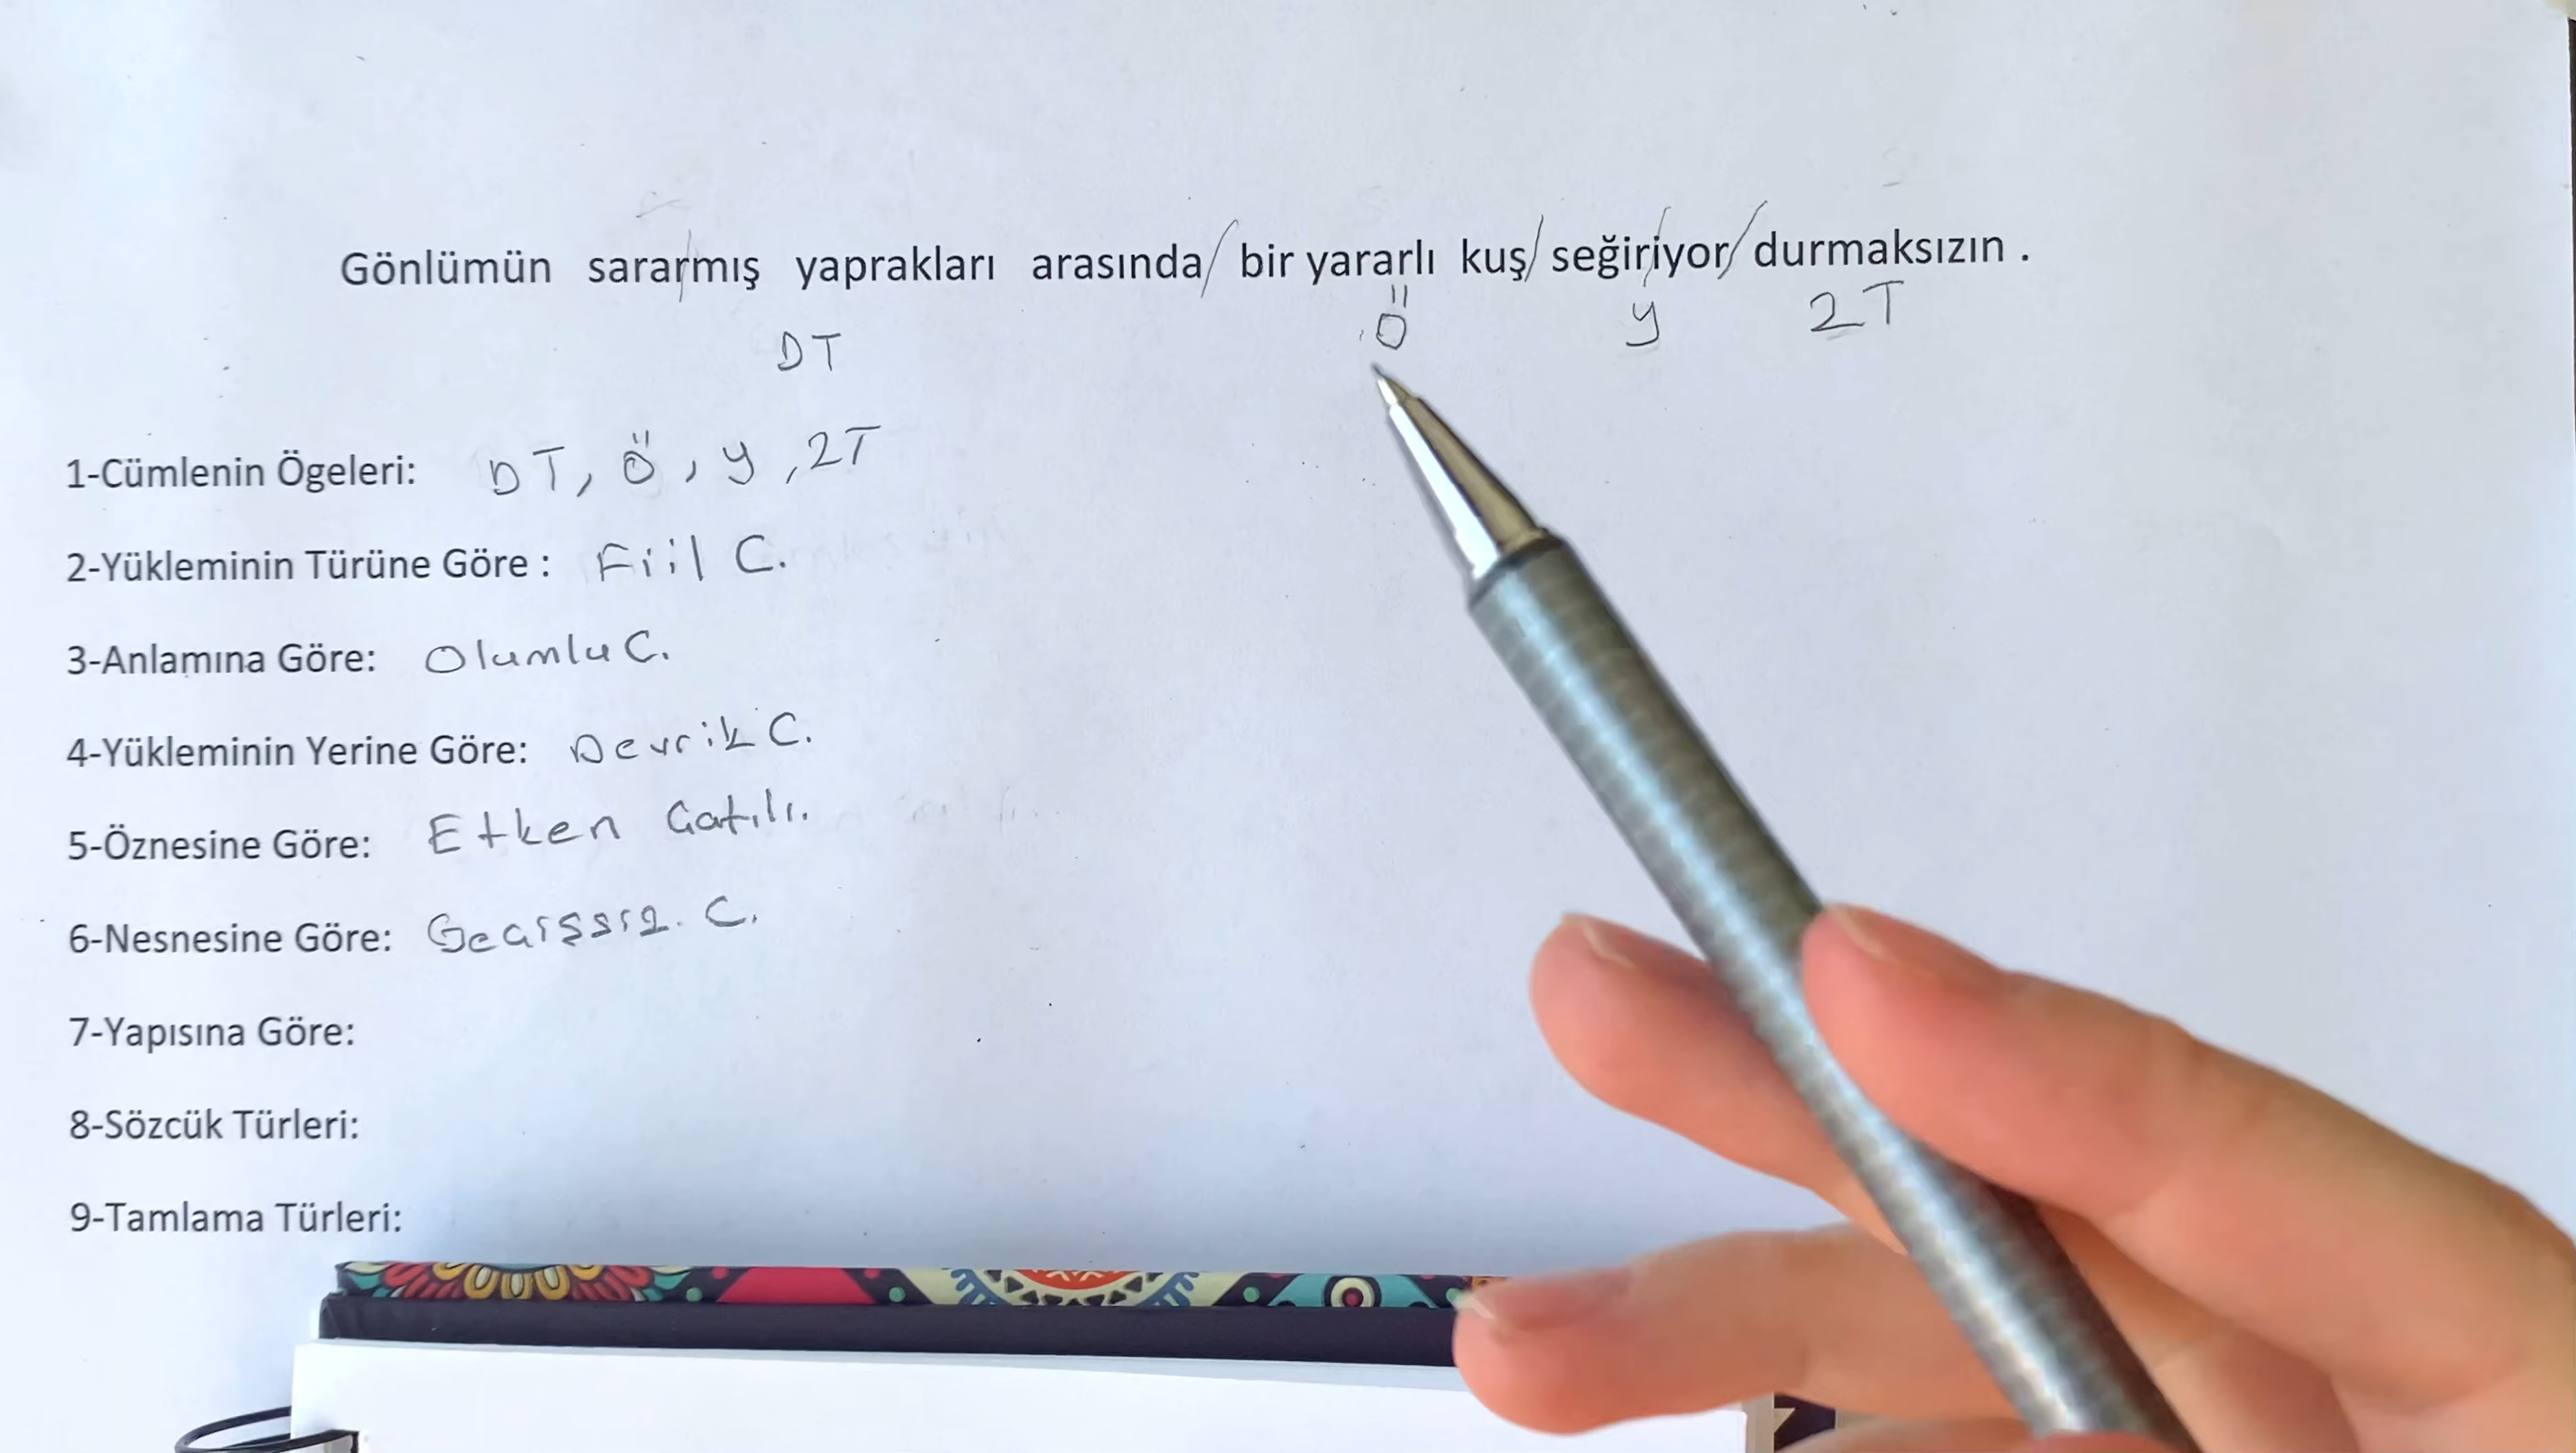 Gönlümün sararmış yaprakları arasında/ bir yararlı kuş/ seğiriyor/ durmaksızın .
DT Ö y 2T
1-Cümlenin Ögeleri: DT, Ö, y, 2T
2-Yükleminin Türüne Göre : Fiil C.
3-Anlamına Göre: Olumlu C.
4-Yükleminin Yerine Göre: Devrik C.
5-Öznesine Göre: Etken Çatılı.
6-Nesnesine Göre: Geçişsiz. C.
7-Yapısına Göre:
8-Sözcük Türleri:
9-Tamlama Türleri: